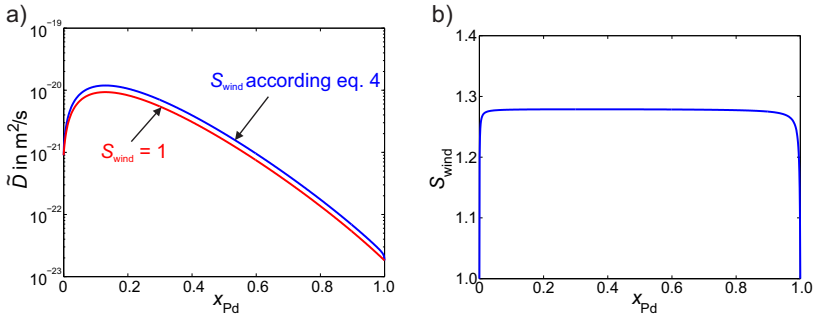 a)
10⁻¹⁹
10⁻²⁰
10⁻²¹
10⁻²²
10⁻²³
D̃ in m²/s
S_wind according eq. 4
S_wind = 1
0 0.2 0.4 0.6 0.8 1.0
x_Pd
b)
1.4
1.3
1.2
1.1
1.0
S_wind
0 0.2 0.4 0.6 0.8 1.0
x_Pd